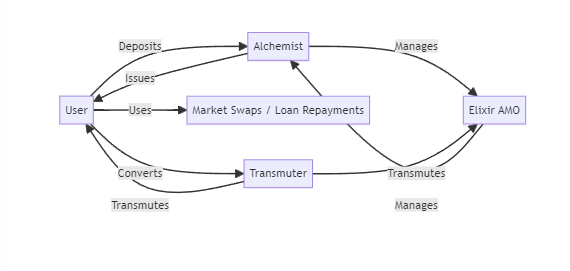 Deposits
Alchemist
Manages
Issues
User
Uses
Market Swaps / Loan Repayments
Elixir AMO
Converts
Transmuter
Transmutes
Transmutes
Manages